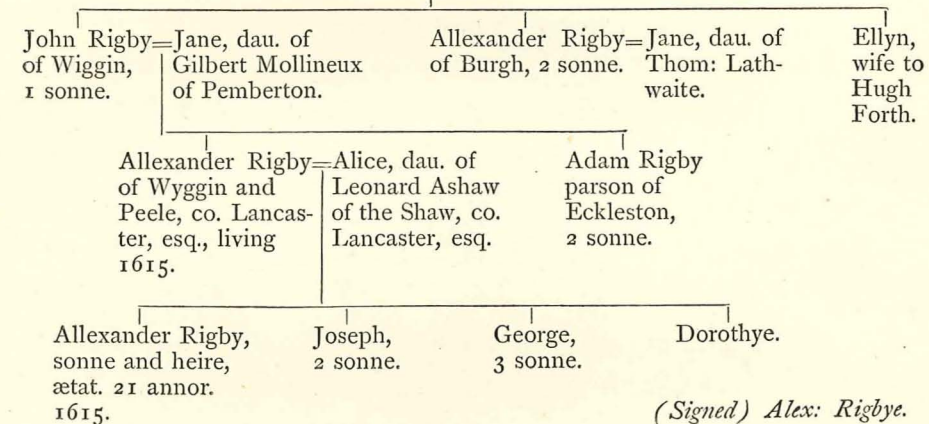 John Rigby=Jane, dau. of
of Wiggin, Gilbert Mollineux
1 sonne. of Pemberton.
Allexander Rigby=Jane, dau. of
of Burgh, 2 sonne. Thom: Lath-
waite.
Ellyn,
wife to
Hugh
Forth.
Allexander Rigby=Alice, dau. of
of Wyggin and Leonard Ashaw
Peele, co. Lancas- of the Shaw, co.
ter, esq., living Lancaster, esq.
1615.
Adam Rigby
parson of
Eckleston,
2 sonne.
Allexander Rigby,
sonne and heire,
ætat. 21 annor.
1615.
Joseph,
2 sonne.
George,
3 sonne.
Dorothye.
(Signed) Alex: Rigbye.